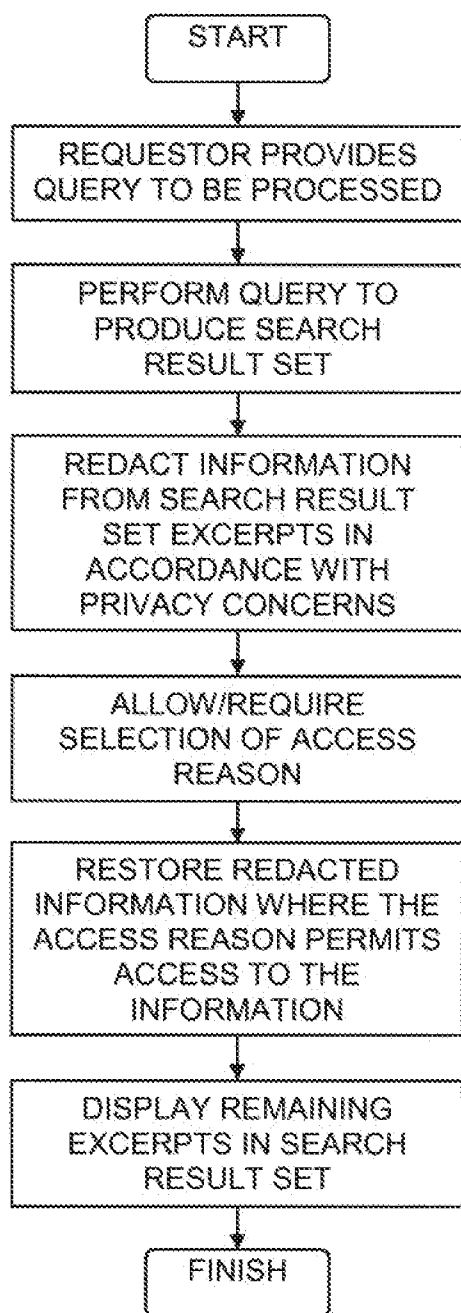 START
REQUESTOR PROVIDES
QUERY TO BE PROCESSED
PERFORM QUERY TO
PRODUCE SEARCH
RESULT SET
REDACT INFORMATION
FROM SEARCH RESULT
SET EXCERPTS IN
ACCORDANCE WITH
PRIVACY CONCERNS
ALLOW/REQUIRE
SELECTION OF ACCESS
REASON
RESTORE REDACTED
INFORMATION WHERE THE
ACCESS REASON PERMITS
ACCESS TO THE
INFORMATION
DISPLAY REMAINING
EXCERPTS IN SEARCH
RESULT SET
FINISH